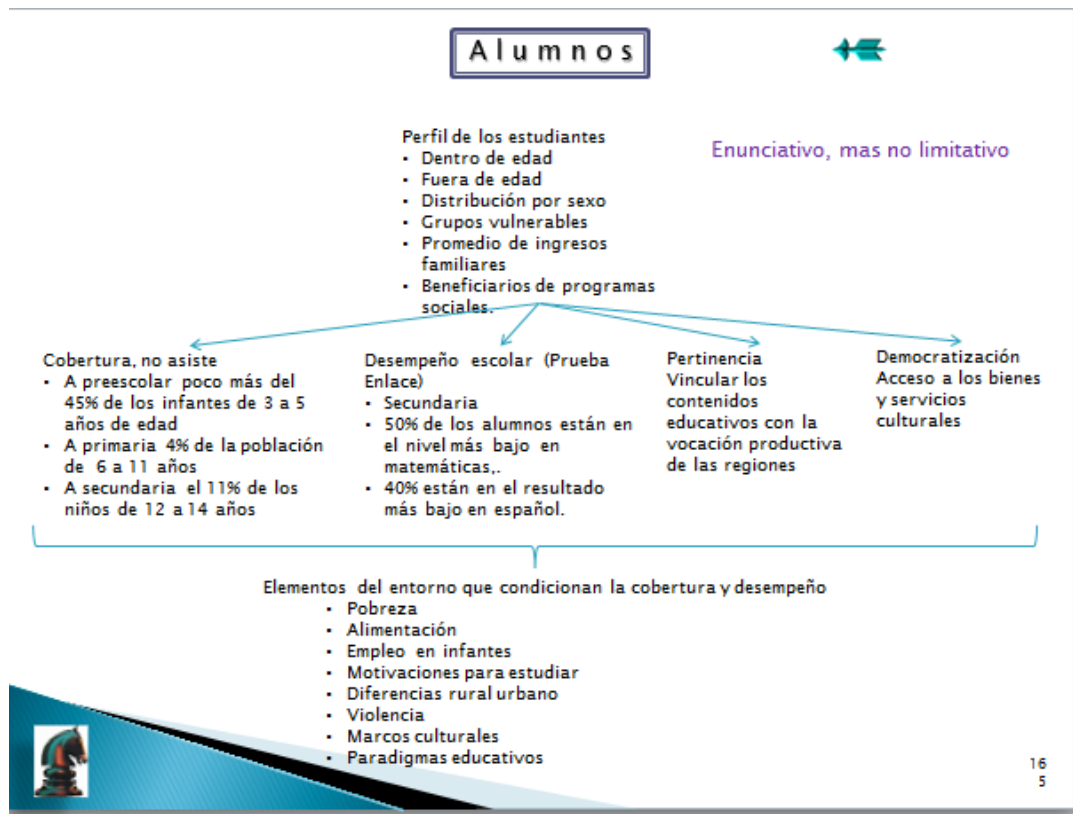 Alumnos
Perfil de los estudiantes
▪ Dentro de edad
▪ Fuera de edad
▪ Distribución por sexo
▪ Grupos vulnerables
▪ Promedio de ingresos
familiares
▪ Beneficiarios de programas
sociales.
Enunciativo, mas no limitativo
Cobertura, no asiste
▪ A preescolar poco más del
45% de los infantes de 3 a 5
años de edad
▪ A primaria 4% de la población
de 6 a 11 años
▪ A secundaria el 11% de los
niños de 12 a 14 años
Desempeño escolar (Prueba
Enlace)
▪ Secundaria
▪ 50% de los alumnos están en
el nivel más bajo en
matemáticas,.
▪ 40% están en el resultado
más bajo en español.
Pertinencia
Vincular los
contenidos
educativos con la
vocación productiva
de las regiones
Democratización
Acceso a los bienes
y servicios
culturales
Elementos del entorno que condicionan la cobertura y desempeño
▪ Pobreza
▪ Alimentación
▪ Empleo en infantes
▪ Motivaciones para estudiar
▪ Diferencias rural urbano
▪ Violencia
▪ Marcos culturales
▪ Paradigmas educativos
16
5